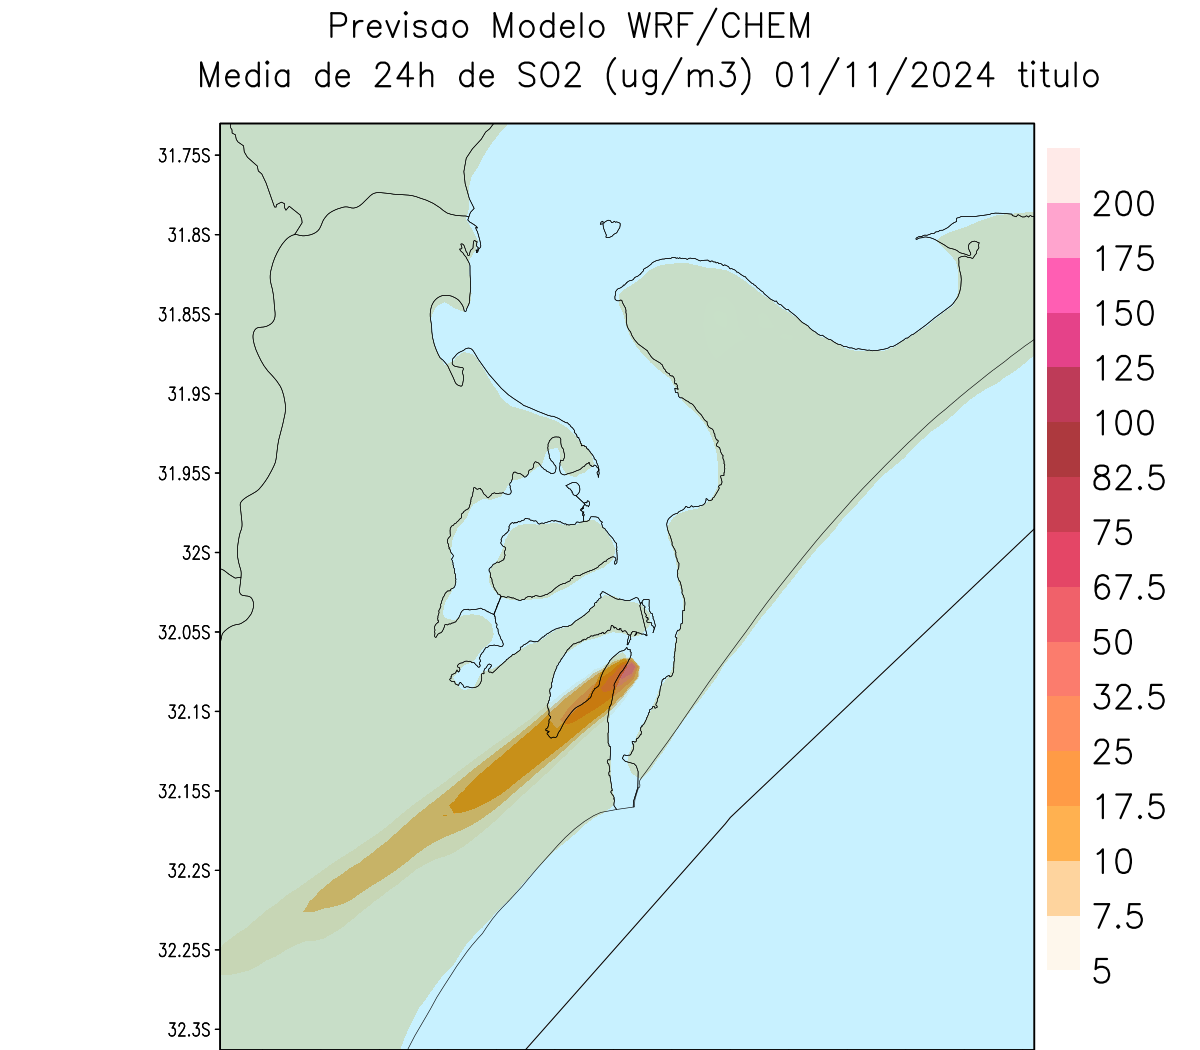 Previsao Modelo WRF/CHEM
Media de 24h de SO2 (ug/m3) 01/11/2024 titulo
31.75S
31.8S
31.85S
31.9S
31.95S
32S
32.05S
32.1S
32.15S
32.2S
32.25S
32.3S
200
175
150
125
100
82.5
75
67.5
50
32.5
25
17.5
10
7.5
5